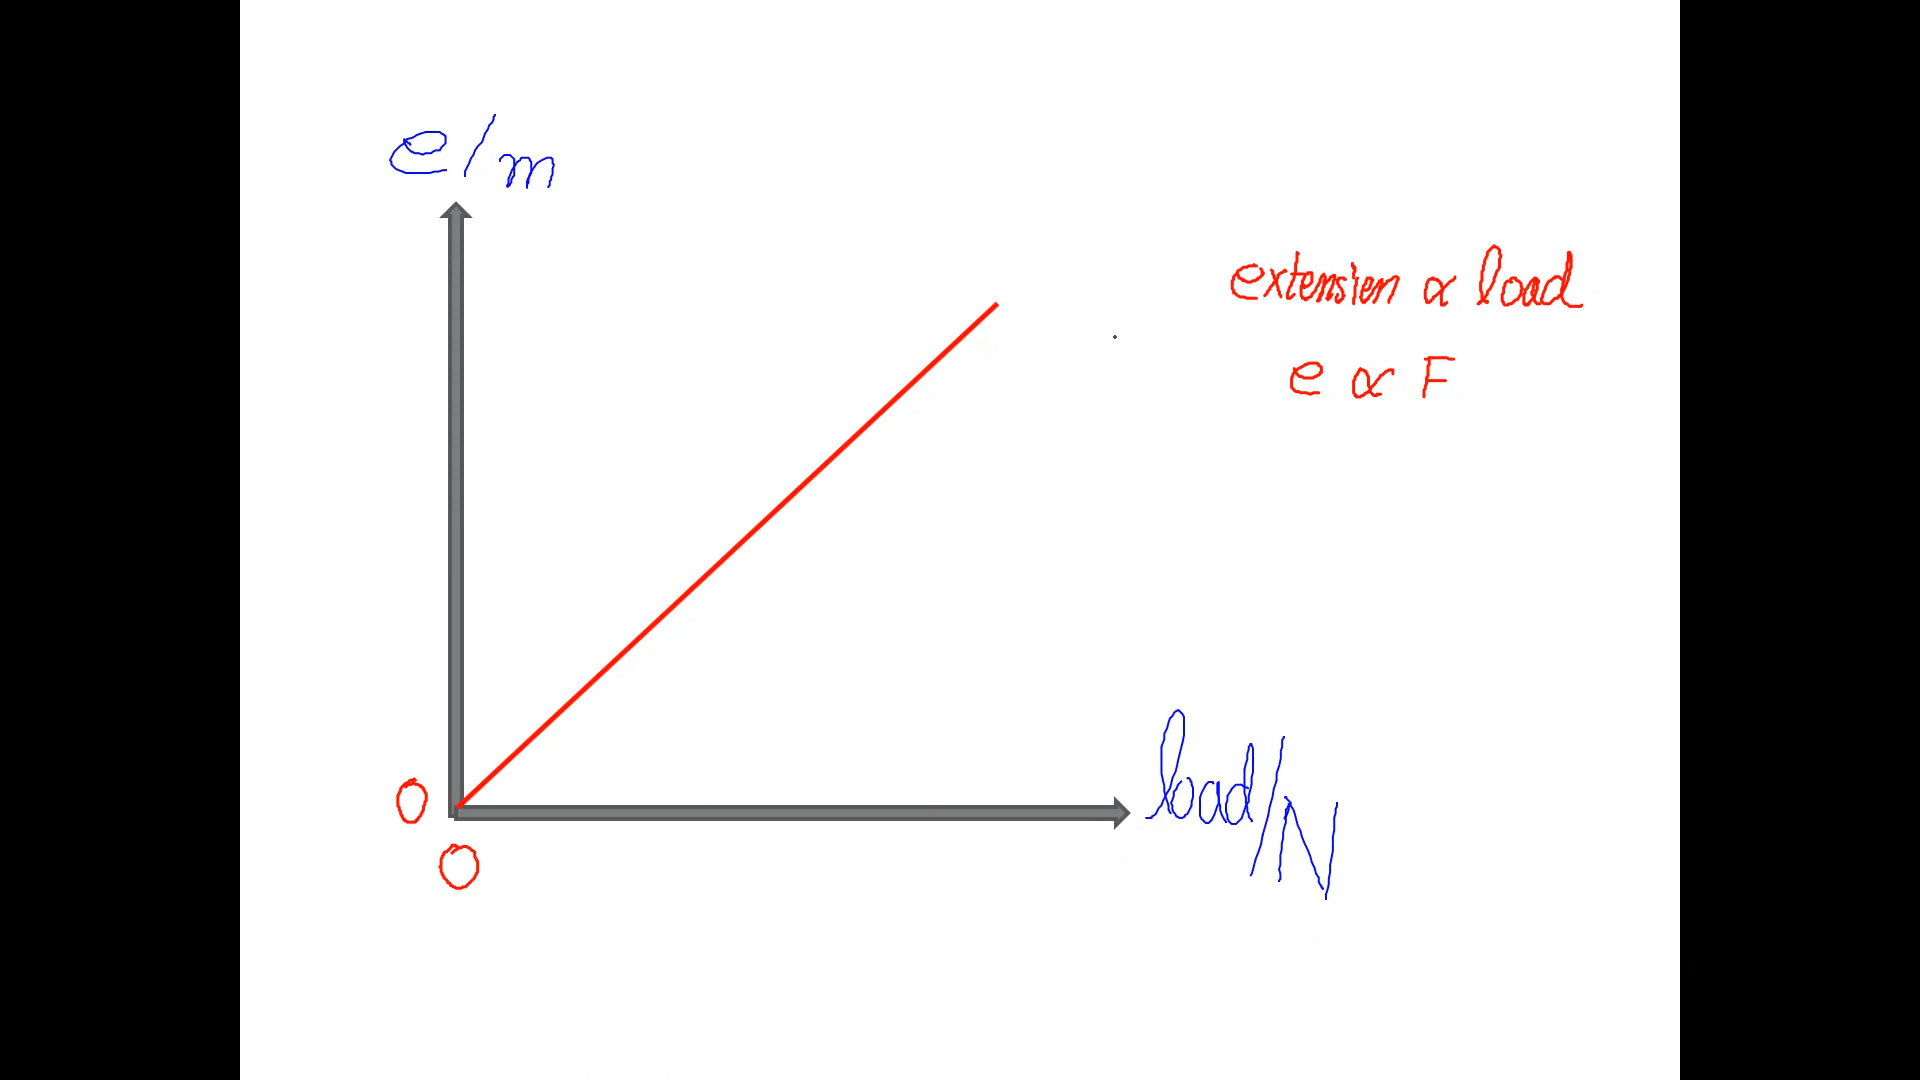 e/m
extension ∝ load
e ∝ F
load/N
0
0